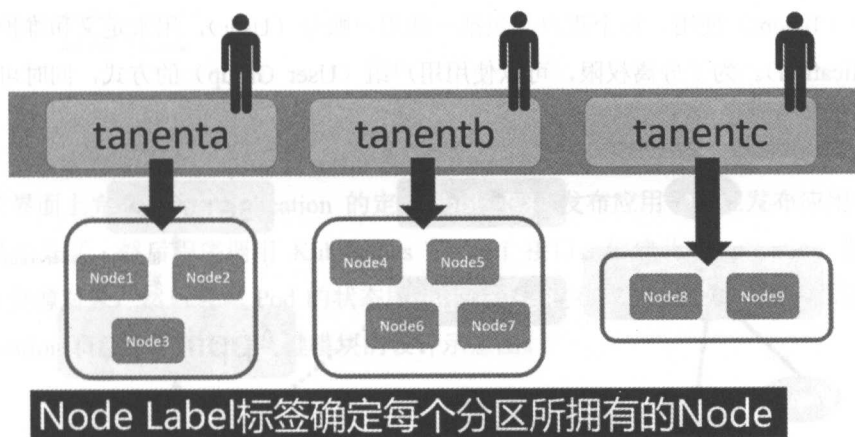 tanenta tanentb tanentc
Node1 Node2 Node4 Node5
Node8 Node9
Node3 Node6 Node7
Node Label标签确定每个分区所拥有的Node